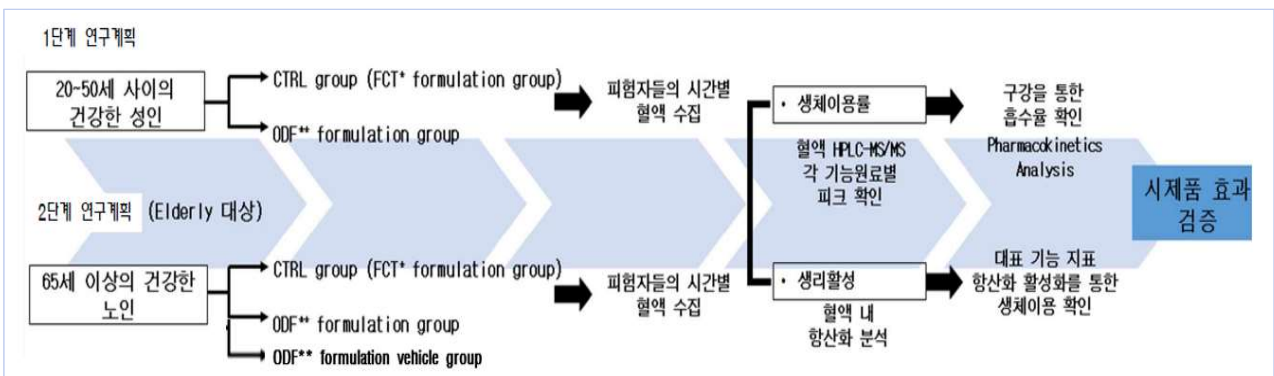 1단계 연구계획
20~50세 사이의
건강한 성인
CTRL group (FCT* formulation group)
ODF** formulation group
피험자들의 시간별
혈액 수집
• 생체이용률
혈액 HPLC-MS/MS
각 기능원료별
피크 확인
구강을 통한
흡수율 확인
Pharmacokinetics
Analysis
시제품 효과
검증
2단계 연구계획 (Elderly 대상)
65세 이상의 건강한
노인
CTRL group (FCT* formulation group)
ODF** formulation group
ODF** formulation vehicle group
피험자들의 시간별
혈액 수집
• 생리활성
혈액 내
항산화 분석
대표 기능 지표
항산화 활성화를 통한
생체이용 확인